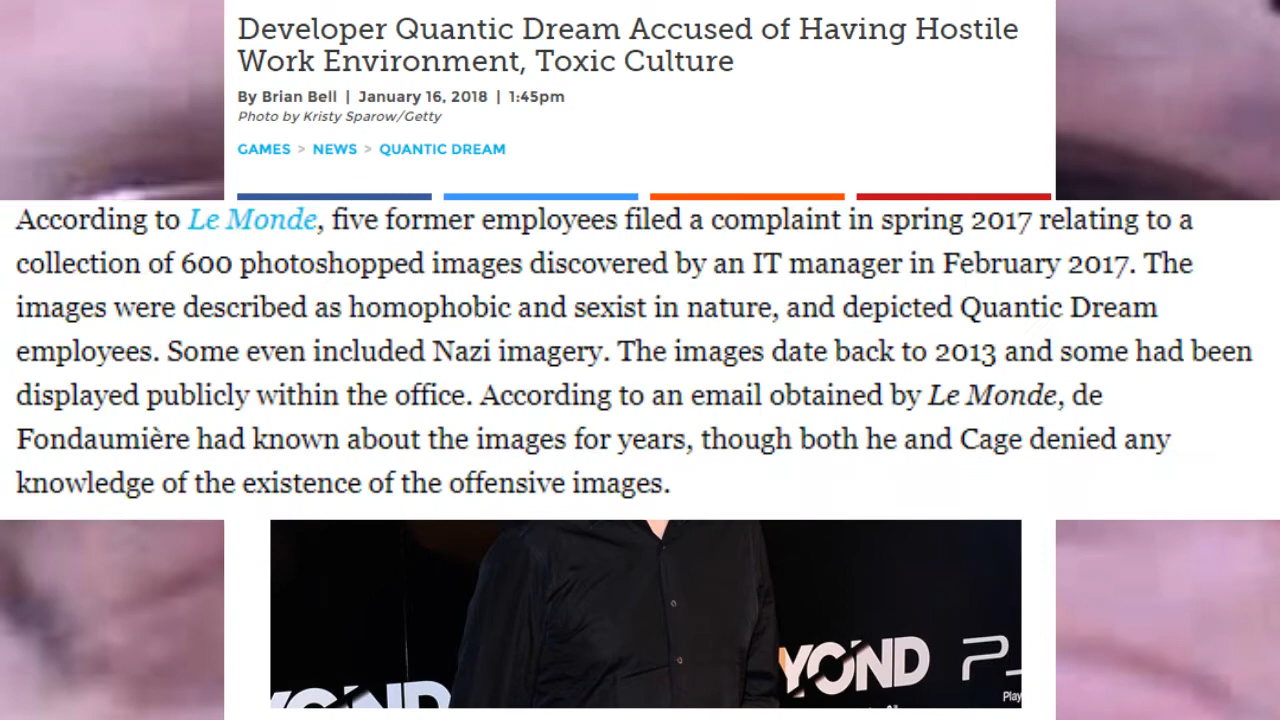 Developer Quantic Dream Accused of Having Hostile
Work Environment, Toxic Culture
By Brian Bell | January 16, 2018 | 1:45pm
Photo by Kristy Sparow/Getty
GAMES > NEWS > QUANTIC DREAM
According to Le Monde, five former employees filed a complaint in spring 2017 relating to a
collection of 600 photoshopped images discovered by an IT manager in February 2017. The
images were described as homophobic and sexist in nature, and depicted Quantic Dream
employees. Some even included Nazi imagery. The images date back to 2013 and some had been
displayed publicly within the office. According to an email obtained by Le Monde, de
Fondaumière had known about the images for years, though both he and Cage denied any
knowledge of the existence of the offensive images.
YOND
Play
YOND